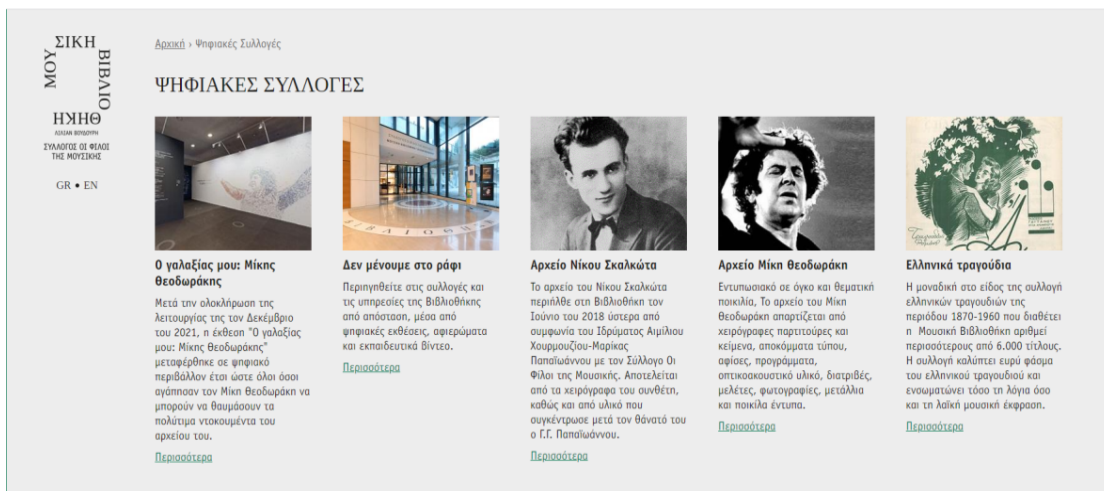 ΜΟΥ
ΣΙΚΗ
ΒΙΒΛΙΟ
ΘΗΚΗ
ΛΙΛΙΑΝ ΒΟΥΔΟΥΡΗ
ΣΥΛΛΟΓΟΣ ΟΙ ΦΙΛΟΙ
ΤΗΣ ΜΟΥΣΙΚΗΣ
GR • EN
Αρχική › Ψηφιακές Συλλογές
ΨΗΦΙΑΚΕΣ ΣΥΛΛΟΓΕΣ
Ο γαλαξίας μου: Μίκης
Θεοδωράκης
Μετά την ολοκλήρωση της
λειτουργίας της τον Δεκέμβριο
του 2021, η έκθεση "Ο γαλαξίας
μου: Μίκης Θεοδωράκης"
μεταφέρθηκε σε ψηφιακό
περιβάλλον έτσι ώστε όλοι όσοι
αγάπησαν τον Μίκη Θεοδωράκη να
μπορούν να θαυμάσουν τα
πολύτιμα ντοκουμέντα του
αρχείου του.
Περισσότερα
ΒΙΒΛΙΟΘΗ
Δεν μένουμε στο ράφι
Περιηγηθείτε στις συλλογές και
τις υπηρεσίες της Βιβλιοθήκης
από απόσταση, μέσα από
ψηφιακές εκθέσεις, αφιερώματα
και εκπαιδευτικά βίντεο.
Περισσότερα
Αρχείο Νίκου Σκαλκώτα
Το αρχείο του Νίκου Σκαλκώτα
περιήλθε στη Βιβλιοθήκη τον
Ιούνιο του 2018 ύστερα από
συμφωνία του Ιδρύματος Αιμίλιου
Χουρμουζίου-Μαρίκας
Παπαϊωάννου με τον Σύλλογο Οι
Φίλοι της Μουσικής. Αποτελείται
από τα χειρόγραφα του συνθέτη,
καθώς και από υλικό που
συγκέντρωσε μετά τον θάνατό του
ο Γ.Γ. Παπαϊωάννου.
Περισσότερα
Αρχείο Μίκη Θεοδωράκη
Εντυπωσιακό σε όγκο και θεματική
ποικιλία, Το αρχείο του Μίκη
Θεοδωράκη απαρτίζεται από
χειρόγραφες παρτιτούρες και
κείμενα, αποκόμματα τύπου,
αφίσες, προγράμματα,
οπτικοακουστικό υλικό, διατριβές,
μελέτες, φωτογραφίες, μετάλλια
και ποικίλα έντυπα.
Περισσότερα
Ελληνικά τραγούδια
Η μοναδική στο είδος της συλλογή
ελληνικών τραγουδιών της
περιόδου 1870-1960 που διαθέτει
η Μουσική Βιβλιοθήκη αριθμεί
περισσότερους από 6.000 τίτλους.
Η συλλογή καλύπτει ευρύ φάσμα
του ελληνικού τραγουδιού και
ενσωματώνει τόσο τη λόγια όσο
και τη λαϊκή μουσική έκφραση.
Περισσότερα